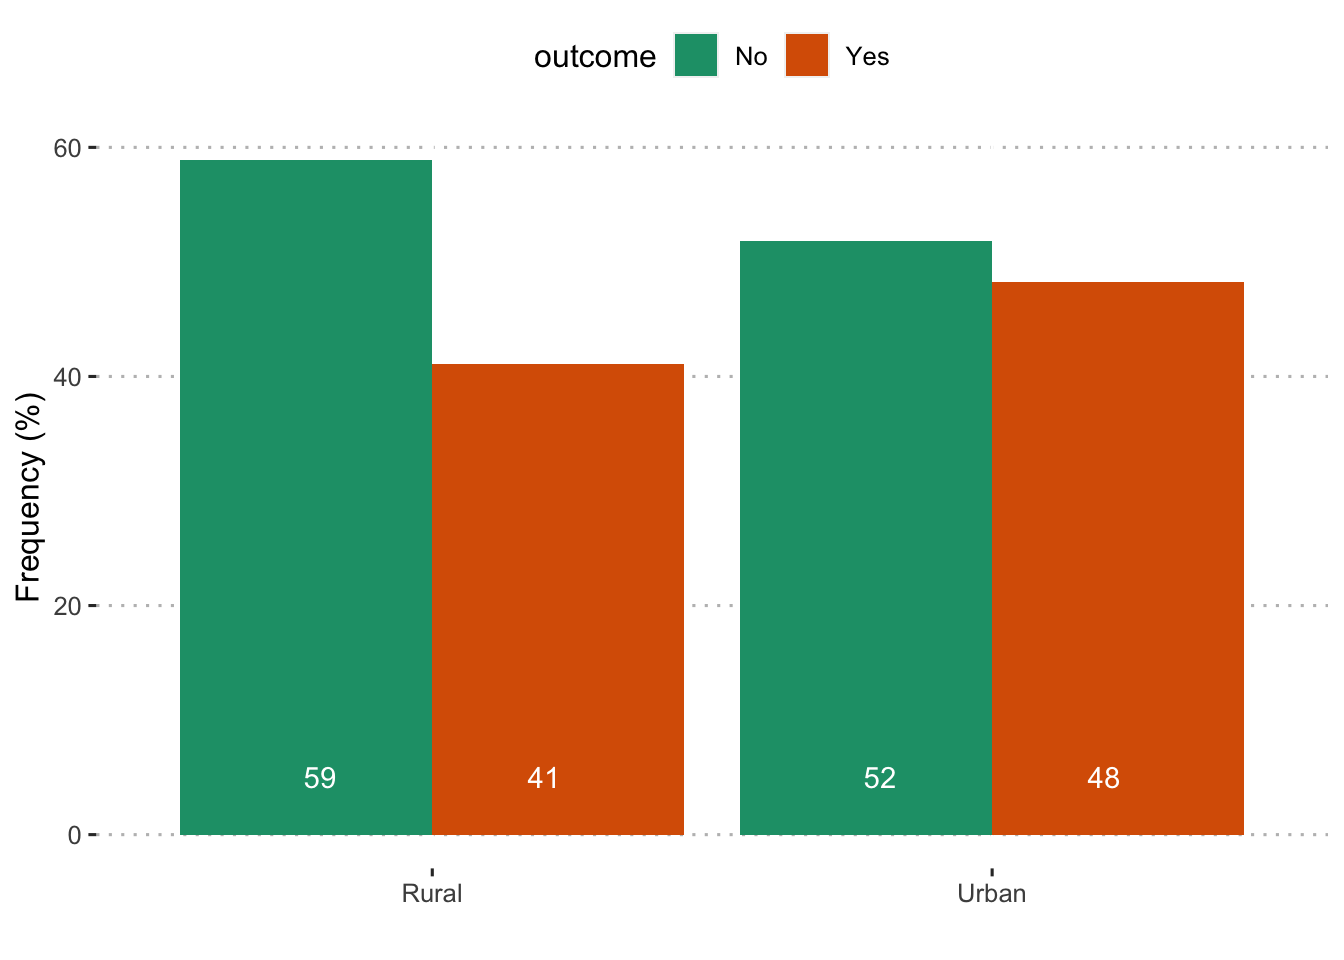 outcome No Yes
60
40
20
0
Frequency (%)
59 41 52 48
Rural Urban